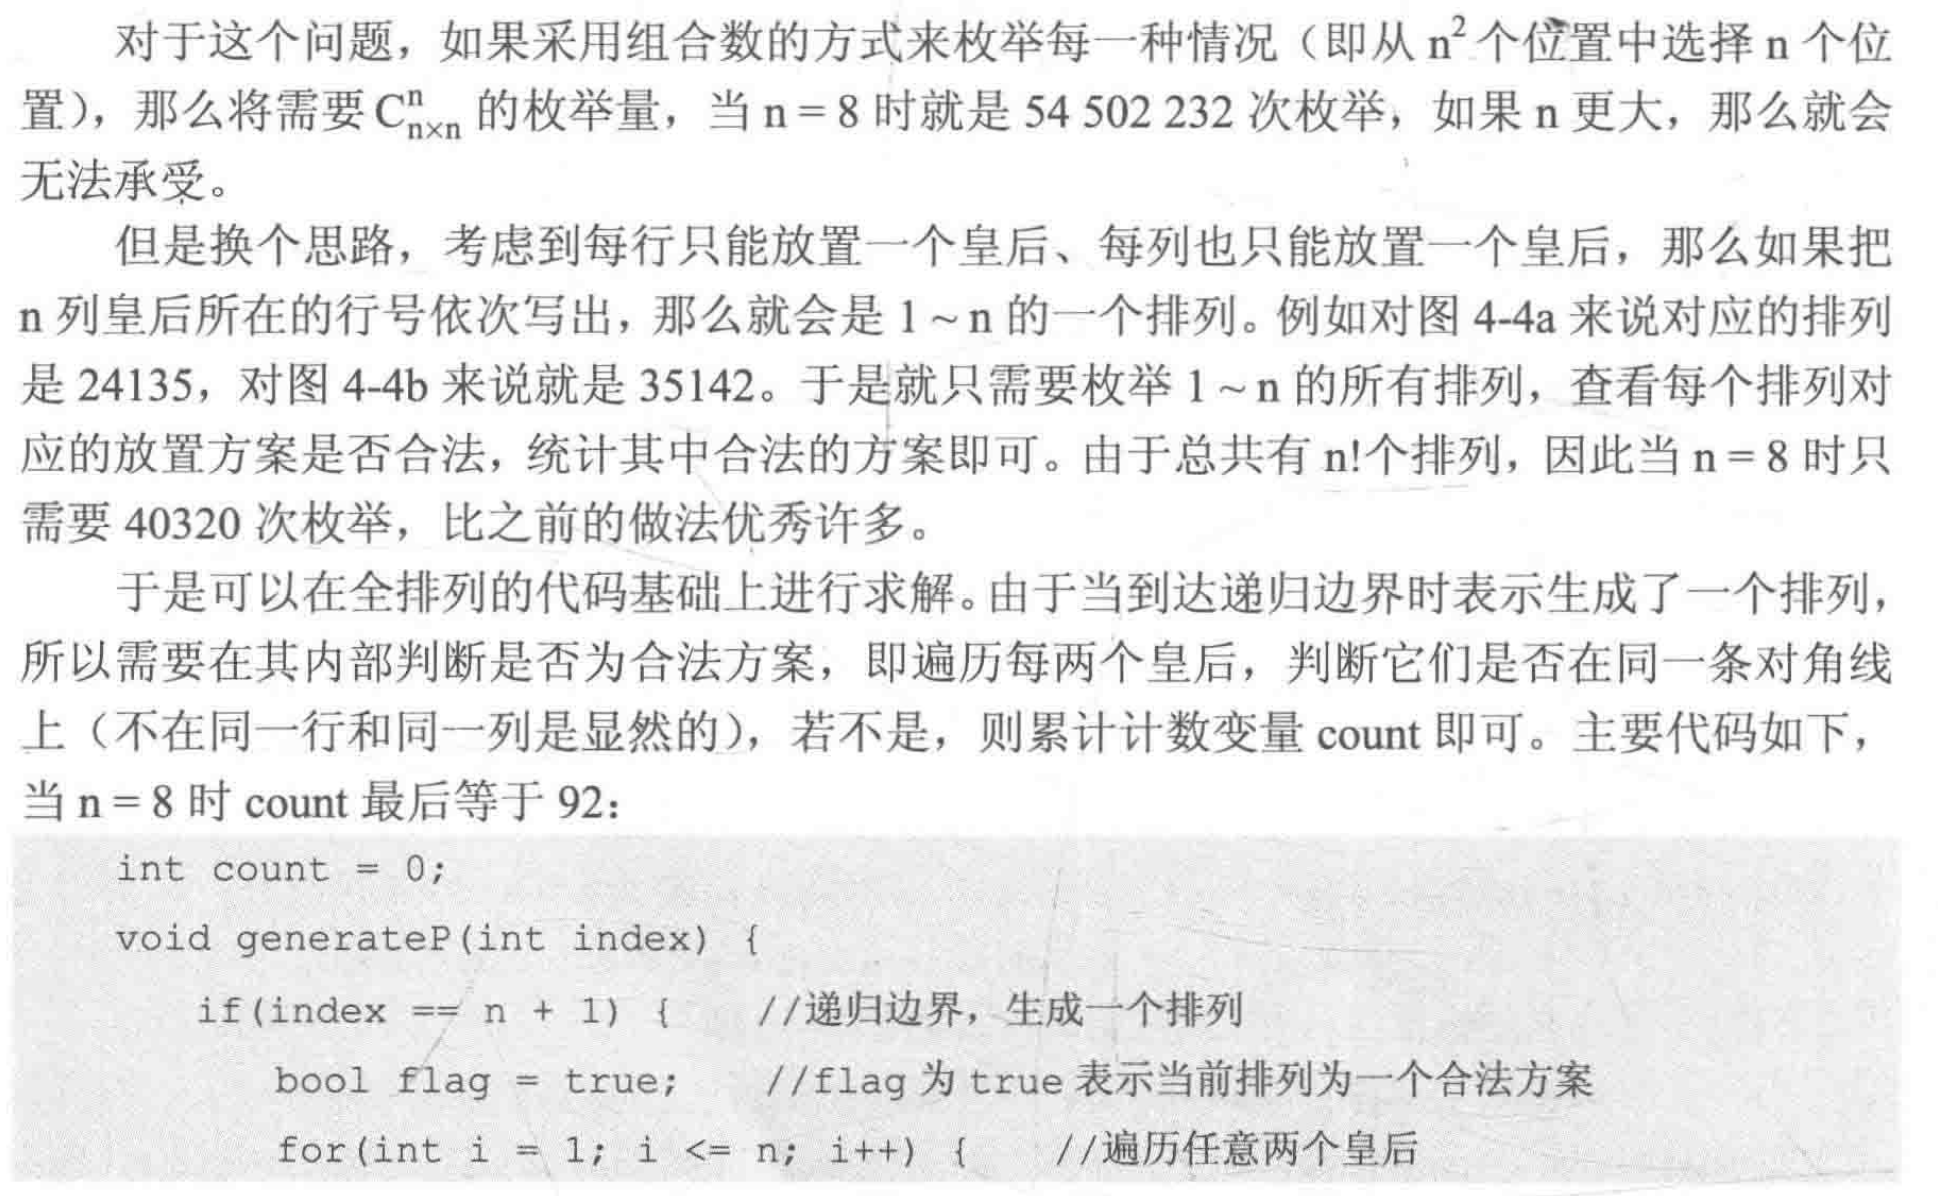 对于这个问题，如果采用组合数的方式来枚举每一种情况（即从 n² 个位置中选择 n 个位
置），那么将需要 Cⁿₙₓₙ 的枚举量，当 n = 8 时就是 54 502 232 次枚举，如果 n 更大，那么就会
无法承受。
但是换个思路，考虑到每行只能放置一个皇后、每列也只能放置一个皇后，那么如果把
n 列皇后所在的行号依次写出，那么就会是 1 ~ n 的一个排列。例如对图 4-4a 来说对应的排列
是 24135，对图 4-4b 来说就是 35142。于是就只需要枚举 1 ~ n 的所有排列，查看每个排列对
应的放置方案是否合法，统计其中合法的方案即可。由于总共有 n!个排列，因此当 n = 8 时只
需要 40320 次枚举，比之前的做法优秀许多。
于是可以在全排列的代码基础上进行求解。由于当到达递归边界时表示生成了一个排列，
所以需要在其内部判断是否为合法方案，即遍历每两个皇后，判断它们是否在同一条对角线
上（不在同一行和同一列是显然的），若不是，则累计计数变量 count 即可。主要代码如下，
当 n = 8 时 count 最后等于 92：
int count = 0;
void generateP(int index) {
if(index == n + 1) { //递归边界，生成一个排列
bool flag = true; //flag 为 true 表示当前排列为一个合法方案
for(int i = 1; i <= n; i++) { //遍历任意两个皇后